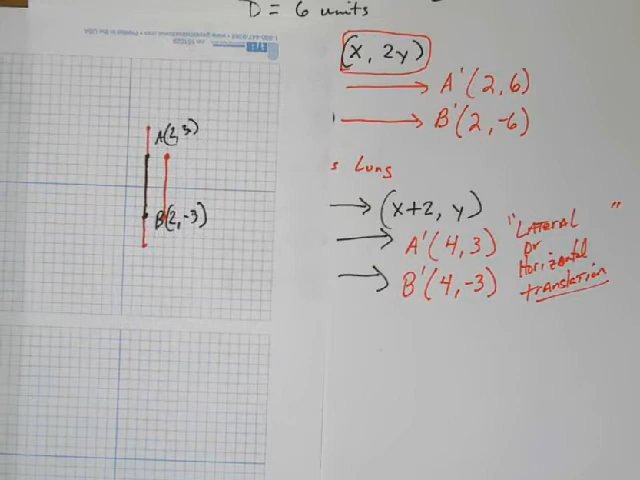 D = 6 units
(x, 2y)
A'(2, 6)
B'(2, -6)
s Long
(x+2, y)
A'(4, 3)
B'(4, -3)
"LATERAL "
or
Horizontal
translation
A(2, 3)
B(2, -3)